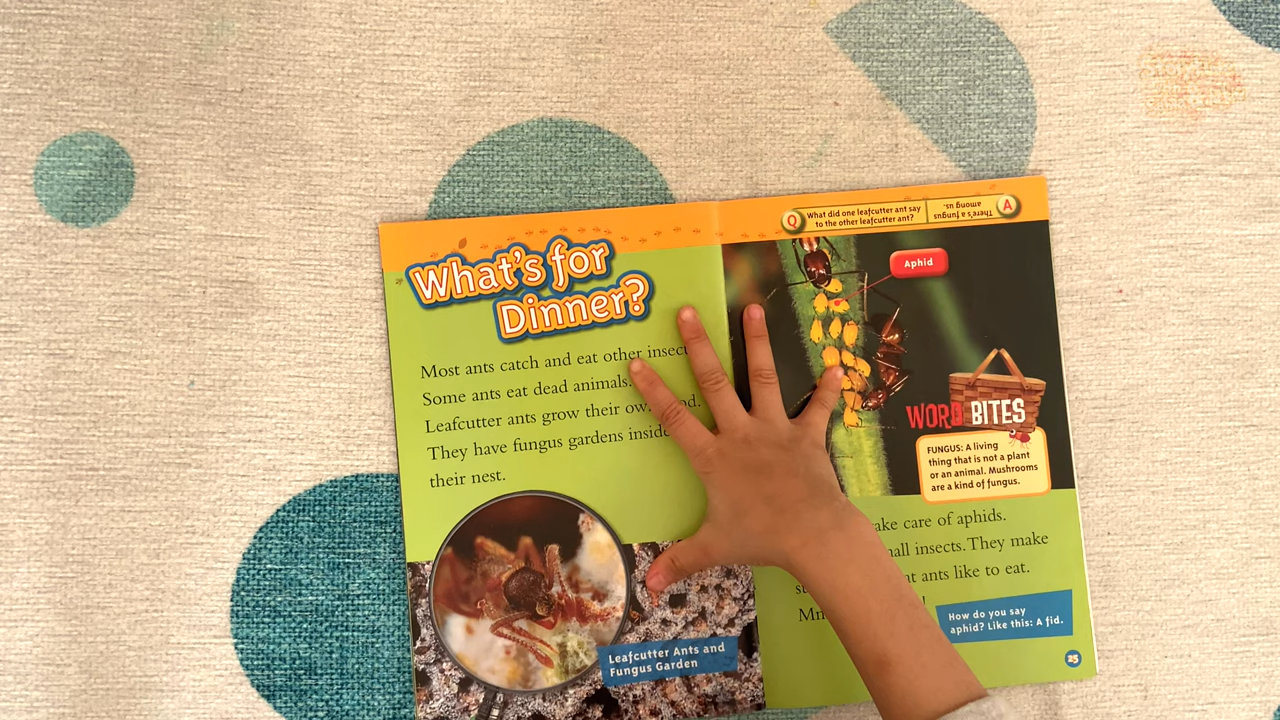 What's for
Dinner?
Most ants catch and eat other
Some ants eat dead animals.
Leafcutter ants grow their
They have fungus gardens inside
their nest.
Leafcutter Ants and
Fungus Garden
Q
What did one leafcutter ant say
to the other leafcutter ant?
A
There's a fungus
among us.
Aphid
WORD BITES
FUNGUS: A living
thing that is not a plant
or an animal. Mushrooms
are a kind of fungus.
care of aphids.
insects. They make
ants like to eat.
How do you say
aphid? Like this: A fid.
25